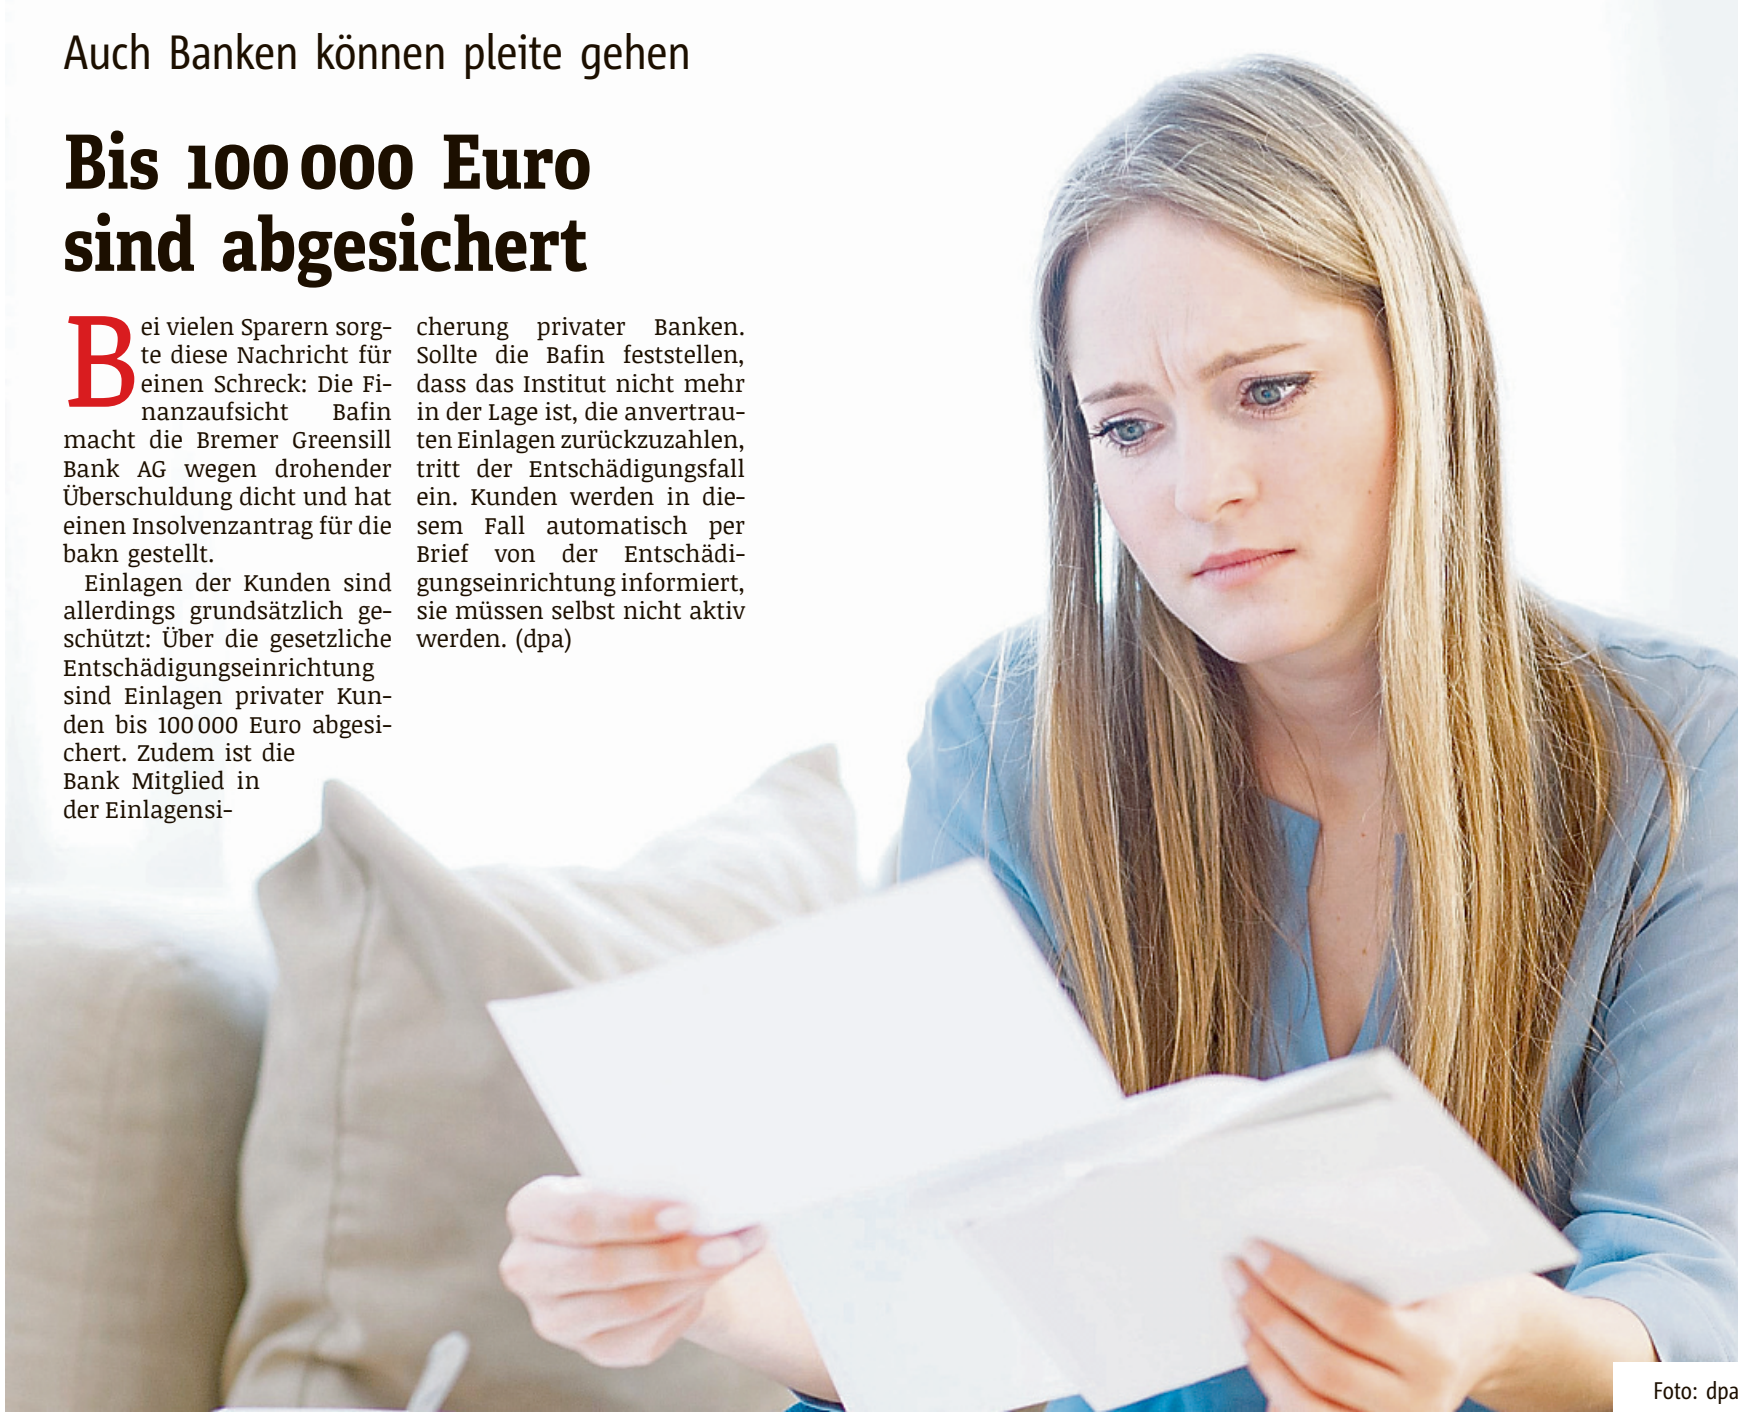 Auch Banken können pleite gehen
Bis 100 000 Euro
sind abgesichert
Bei vielen Sparern sorg-
te diese Nachricht für
einen Schreck: Die Fi-
nanzaufsicht Bafin
macht die Bremer Greensill
Bank AG wegen drohender
Überschuldung dicht und hat
einen Insolvenzantrag für die
bakn gestellt.
Einlagen der Kunden sind
allerdings grundsätzlich ge-
schützt: Über die gesetzliche
Entschädigungseinrichtung
sind Einlagen privater Kun-
den bis 100 000 Euro abgesi-
chert. Zudem ist die
Bank Mitglied in
der Einlagensi-
cherung privater Banken.
Sollte die Bafin feststellen,
dass das Institut nicht mehr
in der Lage ist, die anvertrau-
ten Einlagen zurückzuzahlen,
tritt der Entschädigungsfall
ein. Kunden werden in die-
sem Fall automatisch per
Brief von der Entschädi-
gungseinrichtung informiert,
sie müssen selbst nicht aktiv
werden. (dpa)
Foto: dpa